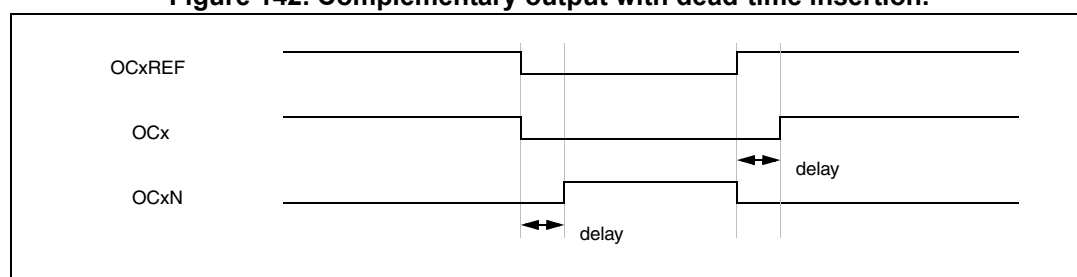 Figure 142. Complementary output with dead-time insertion.
OCxREF
OCx
delay
OCxN
delay